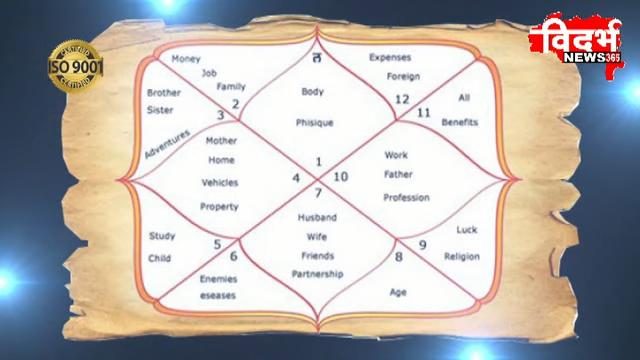 CERTIFIED
ISO 9001
CERTIFIED
विदर्भ
NEWS365
Money
Job
Family
2
ल
Body
Phisique
1
Expenses
Foreign
12
All
Benefits
11
Brother
Sister
3
Adventures
Mother
Home
Vehicles
Property
4
10
7
Work
Father
Profession
Study
Child
5
6
Enemies
eseases
Husband
Wife
Friends
Partnership
8
Age
9
Luck
Religion